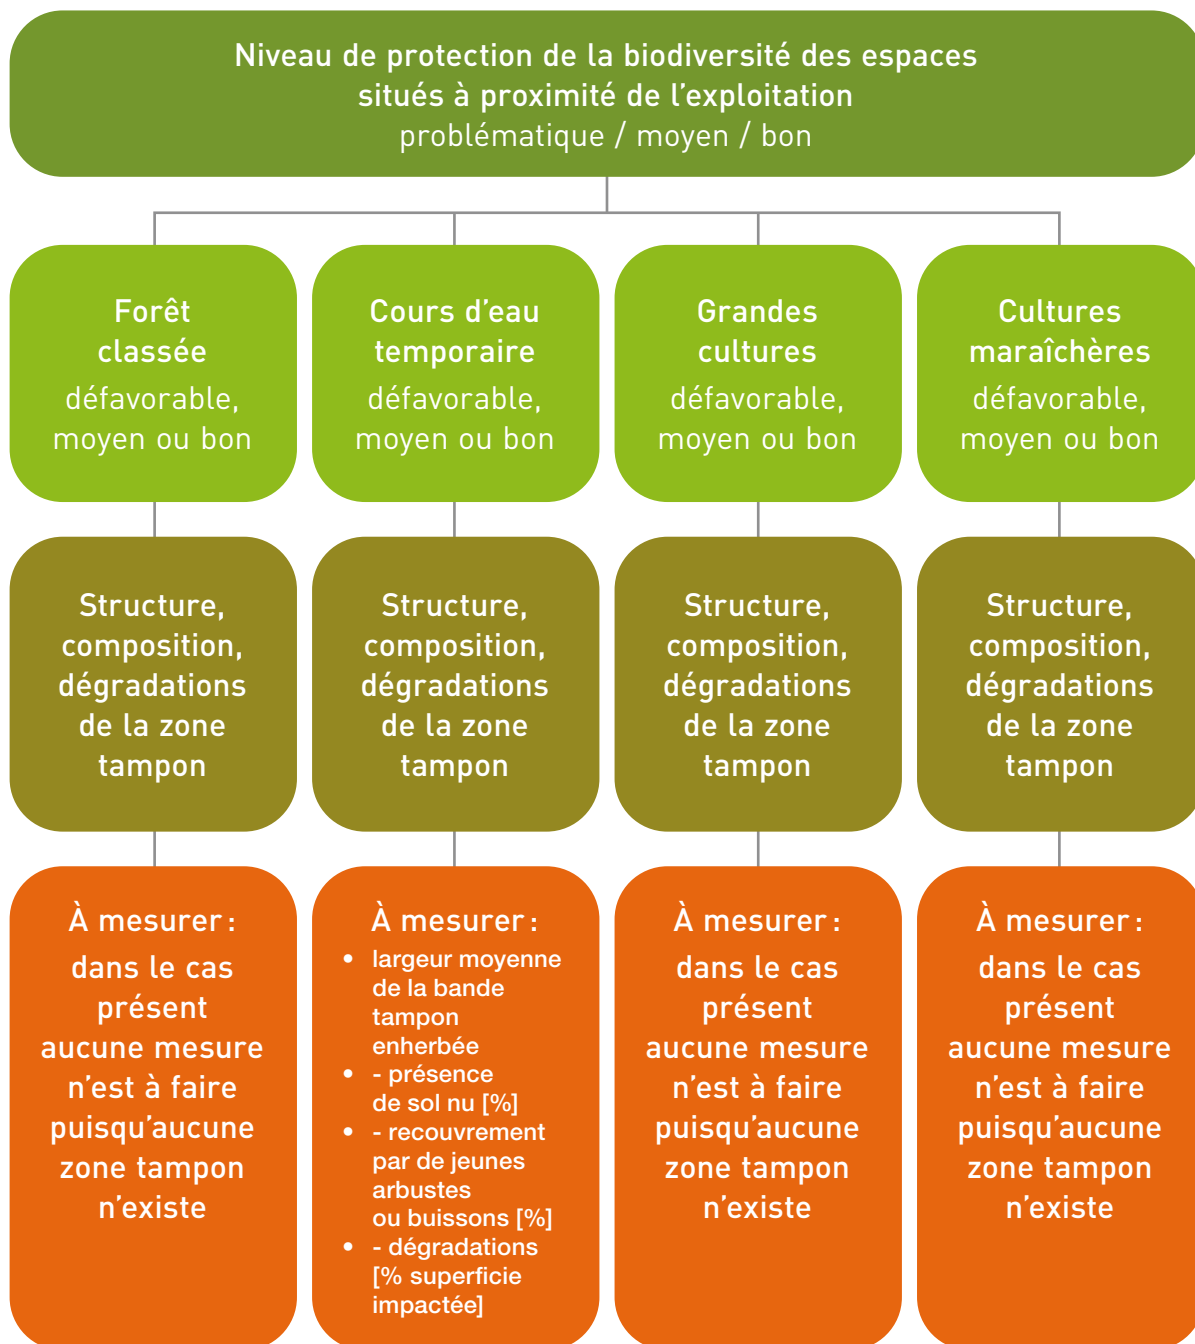 Niveau de protection de la biodiversité des espaces
situés à proximité de l'exploitation
problématique / moyen / bon
Forêt
classée
défavorable,
moyen ou bon
Cours d'eau
temporaire
défavorable,
moyen ou bon
Grandes
cultures
défavorable,
moyen ou bon
Cultures
maraîchères
défavorable,
moyen ou bon
Structure,
composition,
dégradations
de la zone
tampon
Structure,
composition,
dégradations
de la zone
tampon
Structure,
composition,
dégradations
de la zone
tampon
Structure,
composition,
dégradations
de la zone
tampon
À mesurer :
dans le cas
présent
aucune mesure
n'est à faire
puisqu'aucune
zone tampon
n'existe
À mesurer :
• largeur moyenne
de la bande
tampon
enherbée
• - présence
de sol nu [%]
• - recouvrement
par de jeunes
arbustes
ou buissons [%]
• - dégradations
[% superficie
impactée]
À mesurer :
dans le cas
présent
aucune mesure
n'est à faire
puisqu'aucune
zone tampon
n'existe
À mesurer :
dans le cas
présent
aucune mesure
n'est à faire
puisqu'aucune
zone tampon
n'existe